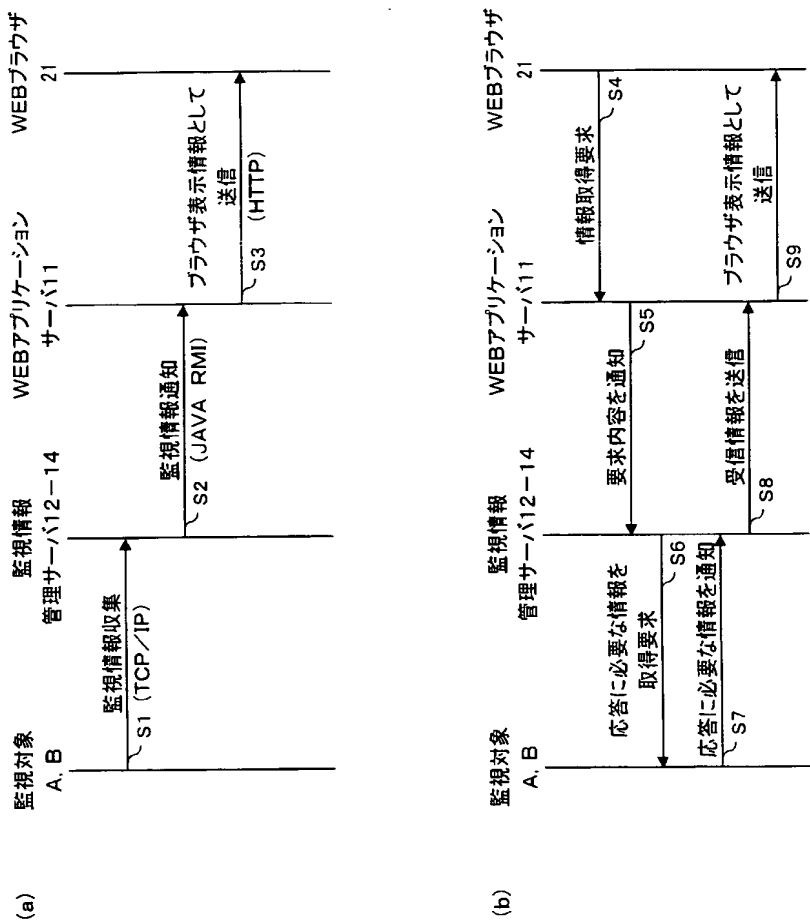 (a)
監視対象
A, B
監視情報
管理サーバ12-14
WEBアプリケーション
サーバ11
WEBブラウザ
21
監視情報収集
S1 (TCP/IP)
監視情報通知
S2 (JAVA RMI)
ブラウザ表示情報として
送信
S3 (HTTP)
(b)
監視対象
A, B
監視情報
管理サーバ12-14
WEBアプリケーション
サーバ11
WEBブラウザ
21
情報取得要求
S4
要求内容を通知
S5
応答に必要な情報を
取得要求
S6
応答に必要な情報を通知
S7
受信情報を送信
S8
ブラウザ表示情報として
送信
S9